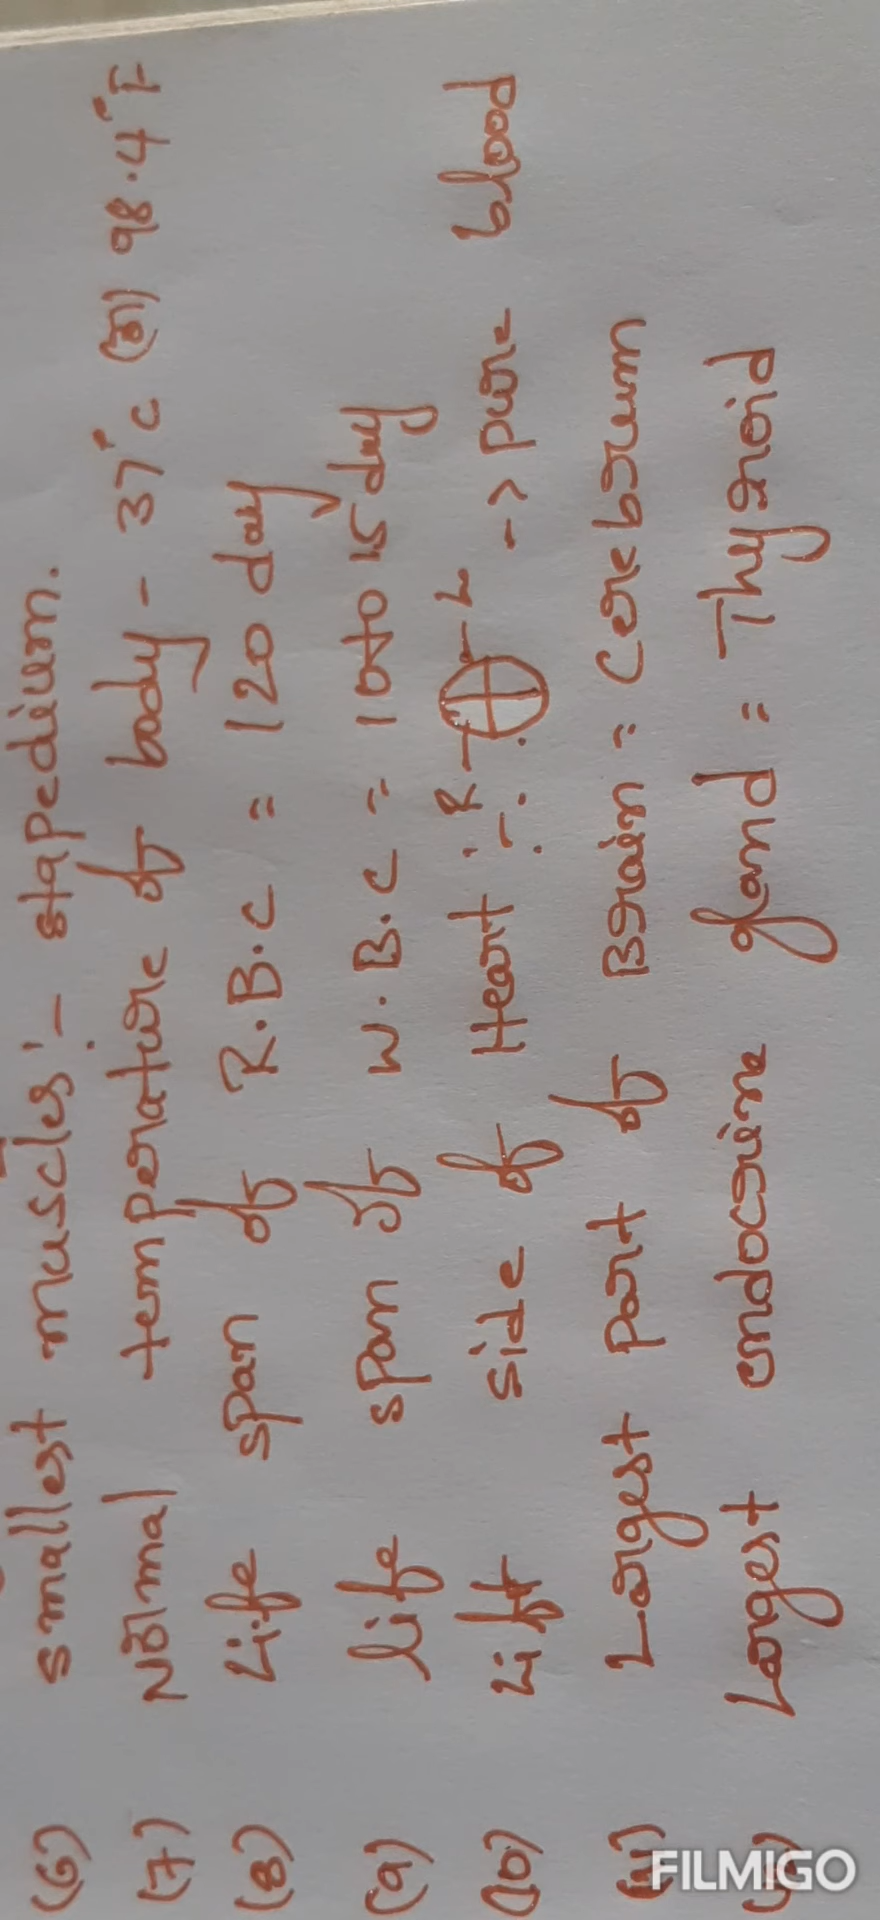 (6) smallest muscles :- stapedium.
(7) Normal temperature of body - 37°C (or) 98.4°F
(8) Life span of R.B.C = 120 day
(9) life span of W.B.C = 10 to 15 day
(10) Lift side of Heart :- R L -> pure blood
(11) Largest part of Brain = Cerebrum
Largest endocrine gland = Thyroid
FILMIGO